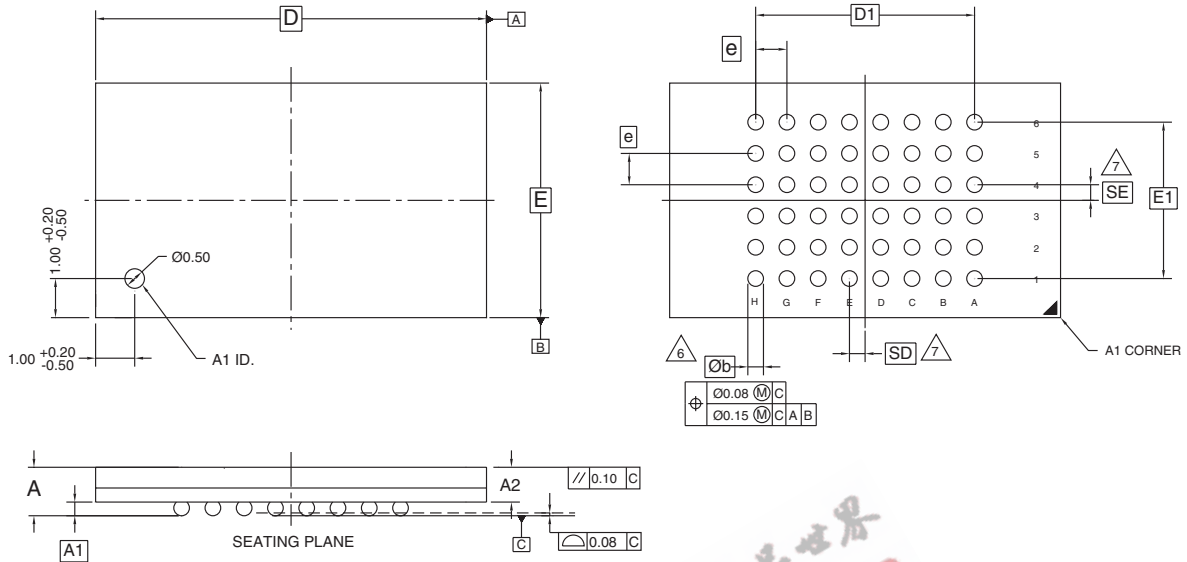 D
A
E
1.00 +0.20 -0.50
Ø0.50
A1 ID.
1.00 +0.20 -0.50
B
D1
e
e
6
5
4
3
2
1
7
SE
E1
H G F E D C B A
A1 CORNER
6
Øb
SD
7
⌖ Ø0.08 Ⓜ C
Ø0.15 Ⓜ C A B
A
A1
A2
// 0.10 C
SEATING PLANE
C
⌓ 0.08 C
世界